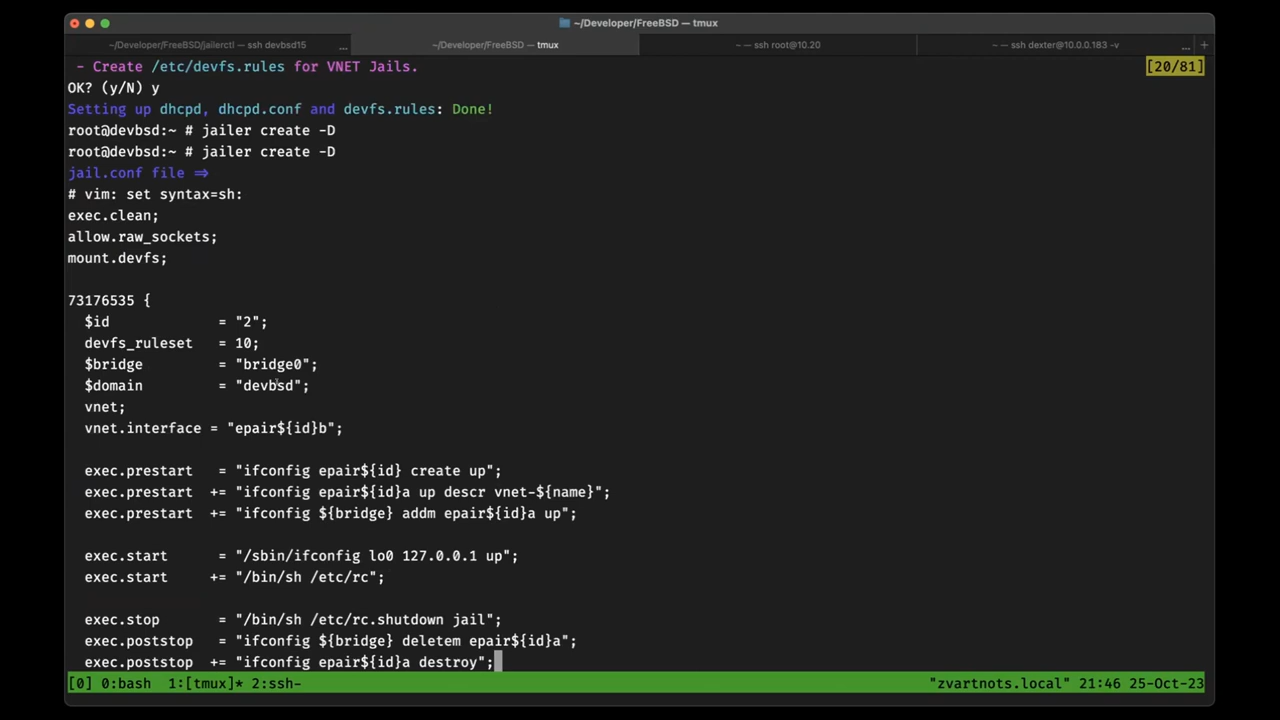 ~/Developer/FreeBSD — tmux
~/Developer/FreeBSD/jailerctl — ssh devbsd15 ...
~/Developer/FreeBSD — tmux
~ — ssh root@10.20
~ — ssh dexter@10.0.0.183 -v ... +
- Create /etc/devfs.rules for VNET Jails. [20/81]
OK? (y/N) y
Setting up dhcpd, dhcpd.conf and devfs.rules: Done!
root@devbsd:~ # jailer create -D
root@devbsd:~ # jailer create -D
jail.conf file =>
# vim: set syntax=sh:
exec.clean;
allow.raw_sockets;
mount.devfs;
73176535 {
$id = "2";
devfs_ruleset = 10;
$bridge = "bridge0";
$domain = "devbsd";
vnet;
vnet.interface = "epair${id}b";
exec.prestart = "ifconfig epair${id} create up";
exec.prestart += "ifconfig epair${id}a up descr vnet-${name}";
exec.prestart += "ifconfig ${bridge} addm epair${id}a up";
exec.start = "/sbin/ifconfig lo0 127.0.0.1 up";
exec.start += "/bin/sh /etc/rc";
exec.stop = "/bin/sh /etc/rc.shutdown jail";
exec.poststop = "ifconfig ${bridge} deletem epair${id}a";
exec.poststop += "ifconfig epair${id}a destroy";
[0] 0:bash 1:[tmux]* 2:ssh- "zvartnots.local" 21:46 25-Oct-23